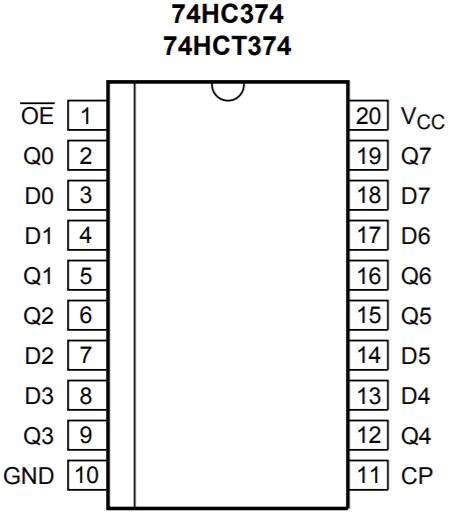 74HC374
74HCT374
O̅E̅ 1 20 VCC
Q0 2 19 Q7
D0 3 18 D7
D1 4 17 D6
Q1 5 16 Q6
Q2 6 15 Q5
D2 7 14 D5
D3 8 13 D4
Q3 9 12 Q4
GND 10 11 CP